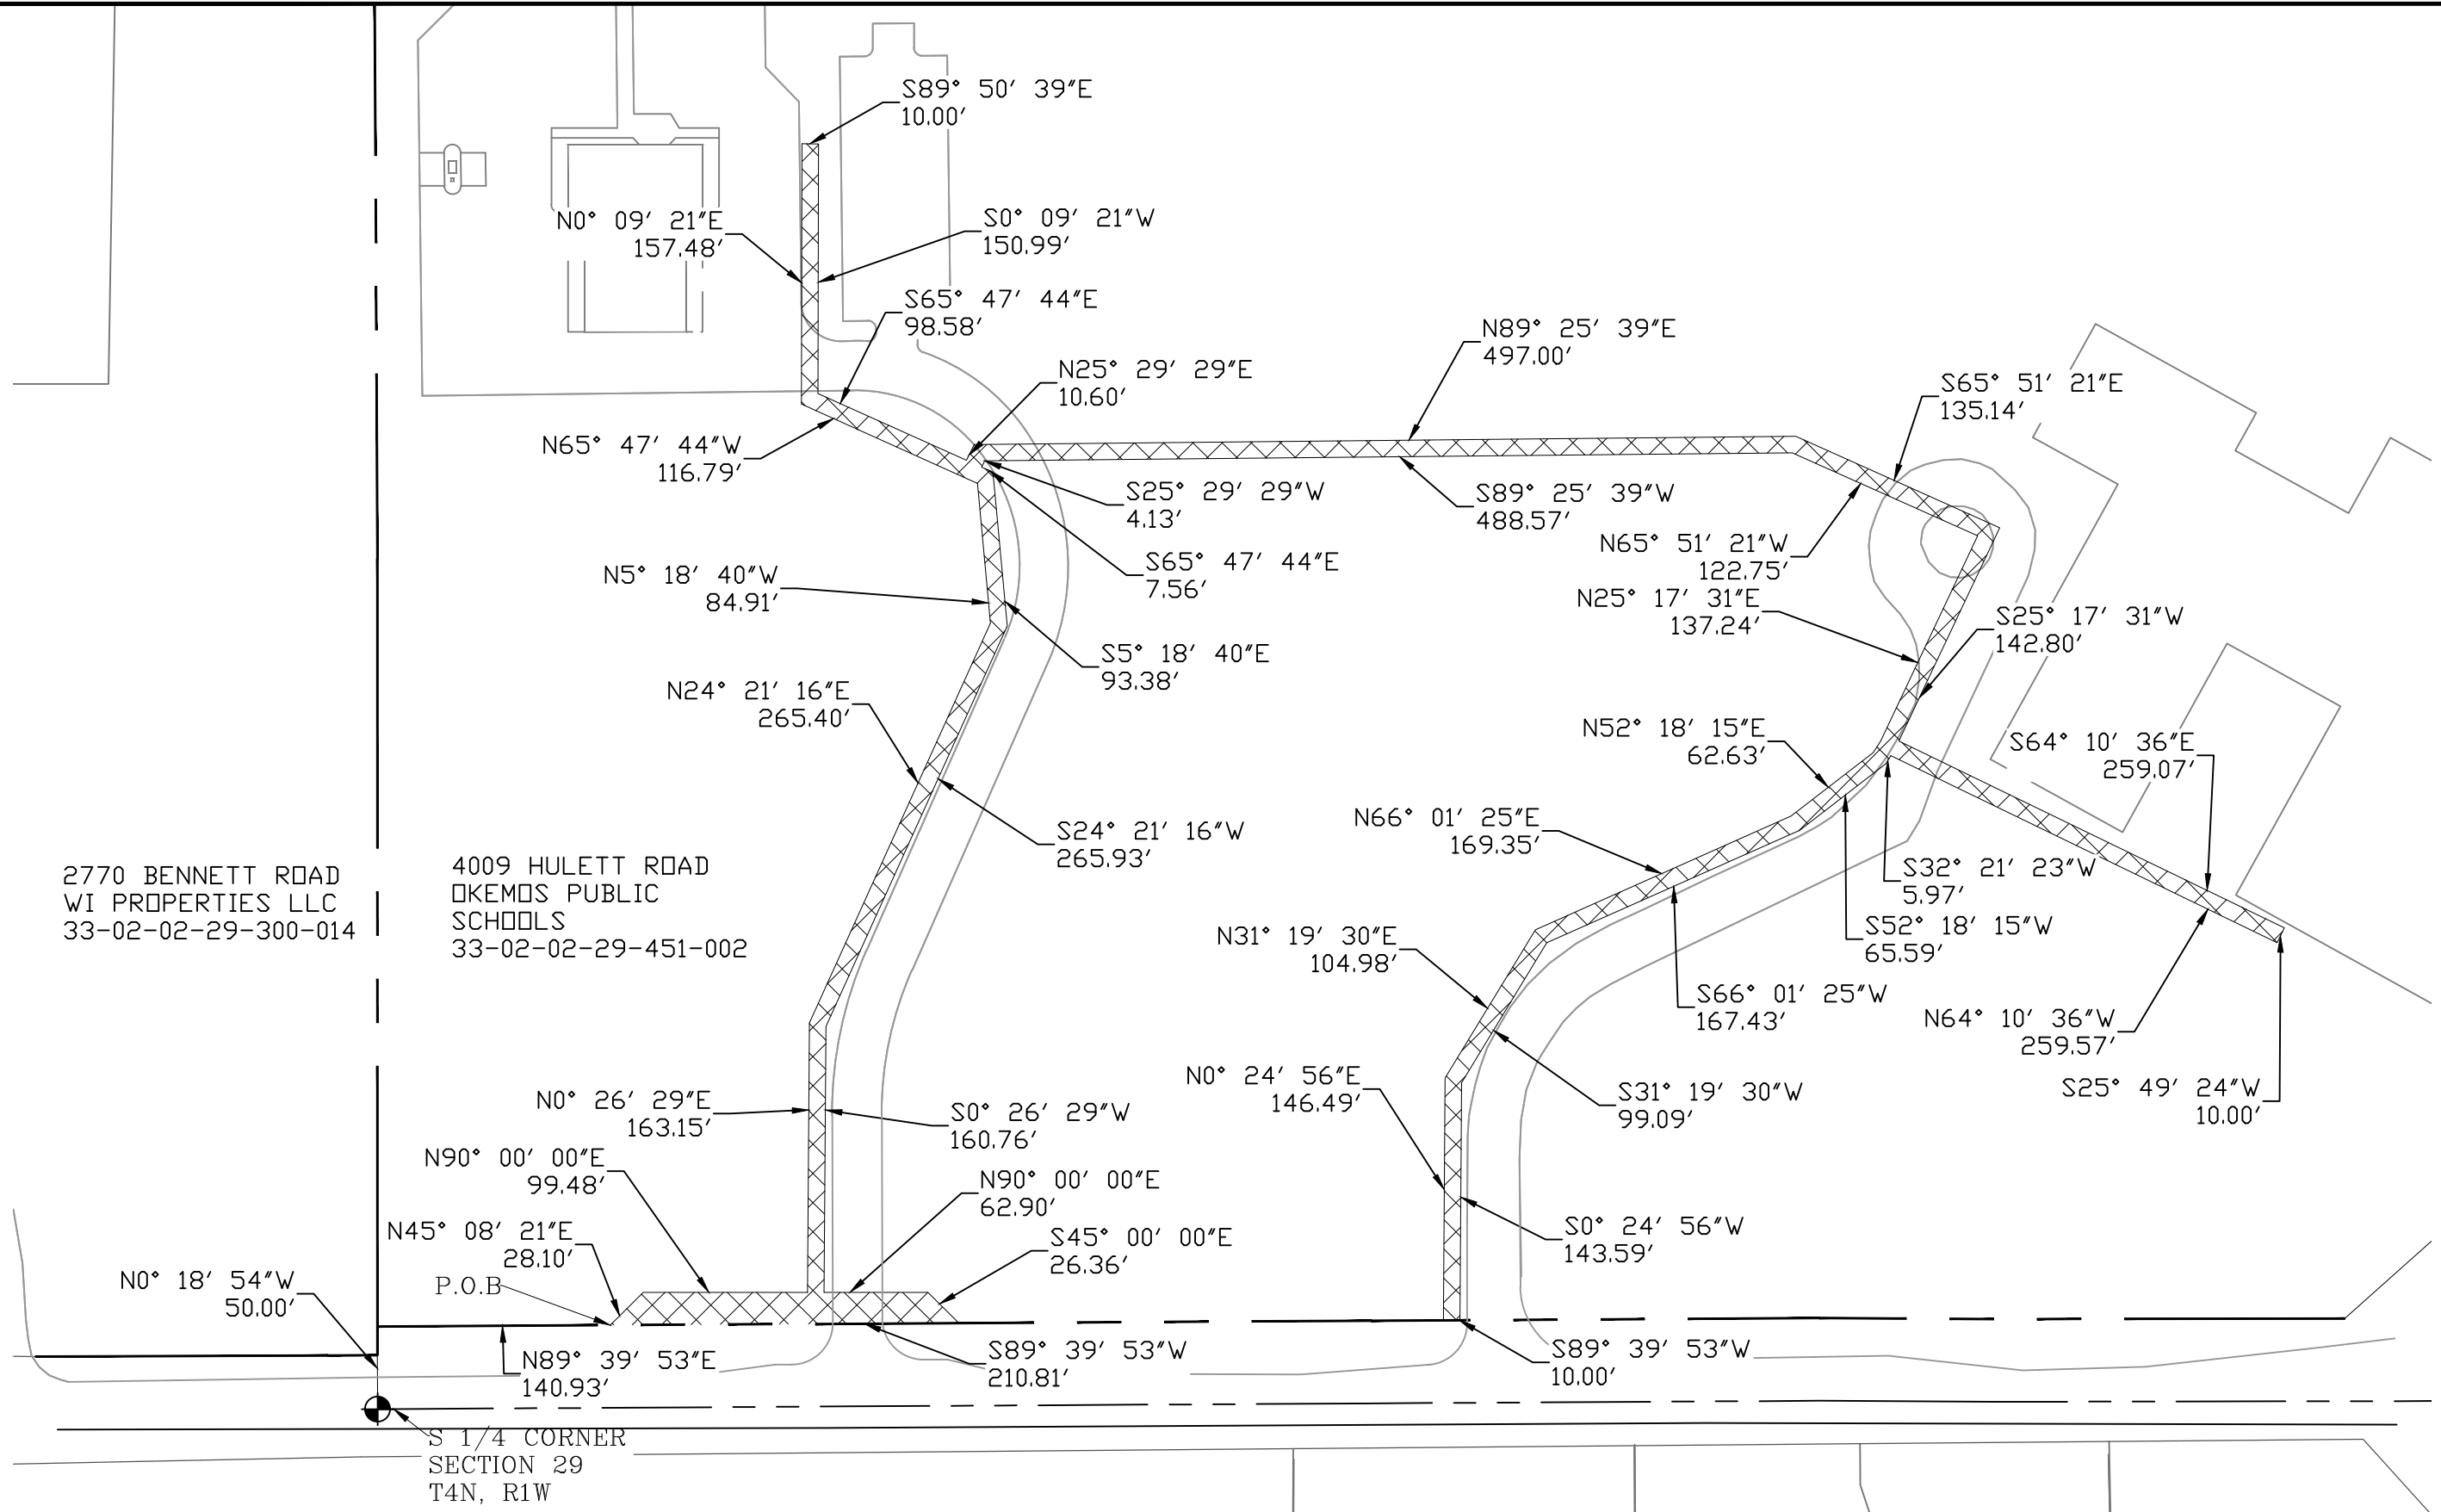 S89° 50′ 39″E
10.00′
N0° 09′ 21″E
157.48′
S0° 09′ 21″W
150.99′
S65° 47′ 44″E
98.58′
N25° 29′ 29″E
10.60′
N89° 25′ 39″E
497.00′
S65° 51′ 21″E
135.14′
N65° 47′ 44″W
116.79′
S25° 29′ 29″W
4.13′
S89° 25′ 39″W
488.57′
N65° 51′ 21″W
122.75′
S65° 47′ 44″E
7.56′
N5° 18′ 40″W
84.91′
N25° 17′ 31″E
137.24′
S25° 17′ 31″W
142.80′
S5° 18′ 40″E
93.38′
N24° 21′ 16″E
265.40′
N52° 18′ 15″E
62.63′
S64° 10′ 36″E
259.07′
S24° 21′ 16″W
265.93′
N66° 01′ 25″E
169.35′
2770 BENNETT ROAD
WI PROPERTIES LLC
33-02-02-29-300-014
4009 HULETT ROAD
OKEMOS PUBLIC
SCHOOLS
33-02-02-29-451-002
S32° 21′ 23″W
5.97′
S52° 18′ 15″W
65.59′
N31° 19′ 30″E
104.98′
S66° 01′ 25″W
167.43′
N64° 10′ 36″W
259.57′
S25° 49′ 24″W
10.00′
N0° 24′ 56″E
146.49′
S31° 19′ 30″W
99.09′
N0° 26′ 29″E
163.15′
S0° 26′ 29″W
160.76′
N90° 00′ 00″E
99.48′
N90° 00′ 00″E
62.90′
N45° 08′ 21″E
28.10′
S45° 00′ 00″E
26.36′
S0° 24′ 56″W
143.59′
N0° 18′ 54″W
50.00′
P.O.B
N89° 39′ 53″E
140.93′
S89° 39′ 53″W
210.81′
S89° 39′ 53″W
10.00′
S 1/4 CORNER
SECTION 29
T4N, R1W